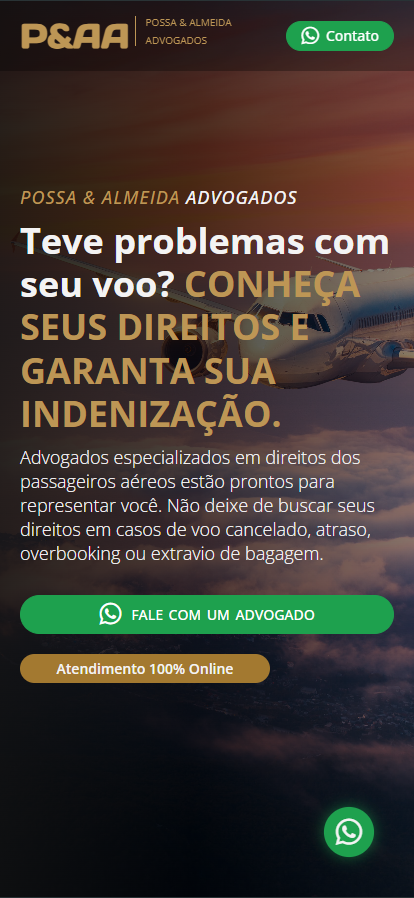 P&AA
POSSA & ALMEIDA
ADVOGADOS
Contato
POSSA & ALMEIDA ADVOGADOS
Teve problemas com
seu voo? CONHEÇA
SEUS DIREITOS E
GARANTA SUA
INDENIZAÇÃO.
Advogados especializados em direitos dos
passageiros aéreos estão prontos para
representar você. Não deixe de buscar seus
direitos em casos de voo cancelado, atraso,
overbooking ou extravio de bagagem.
FALE COM UM ADVOGADO
Atendimento 100% Online